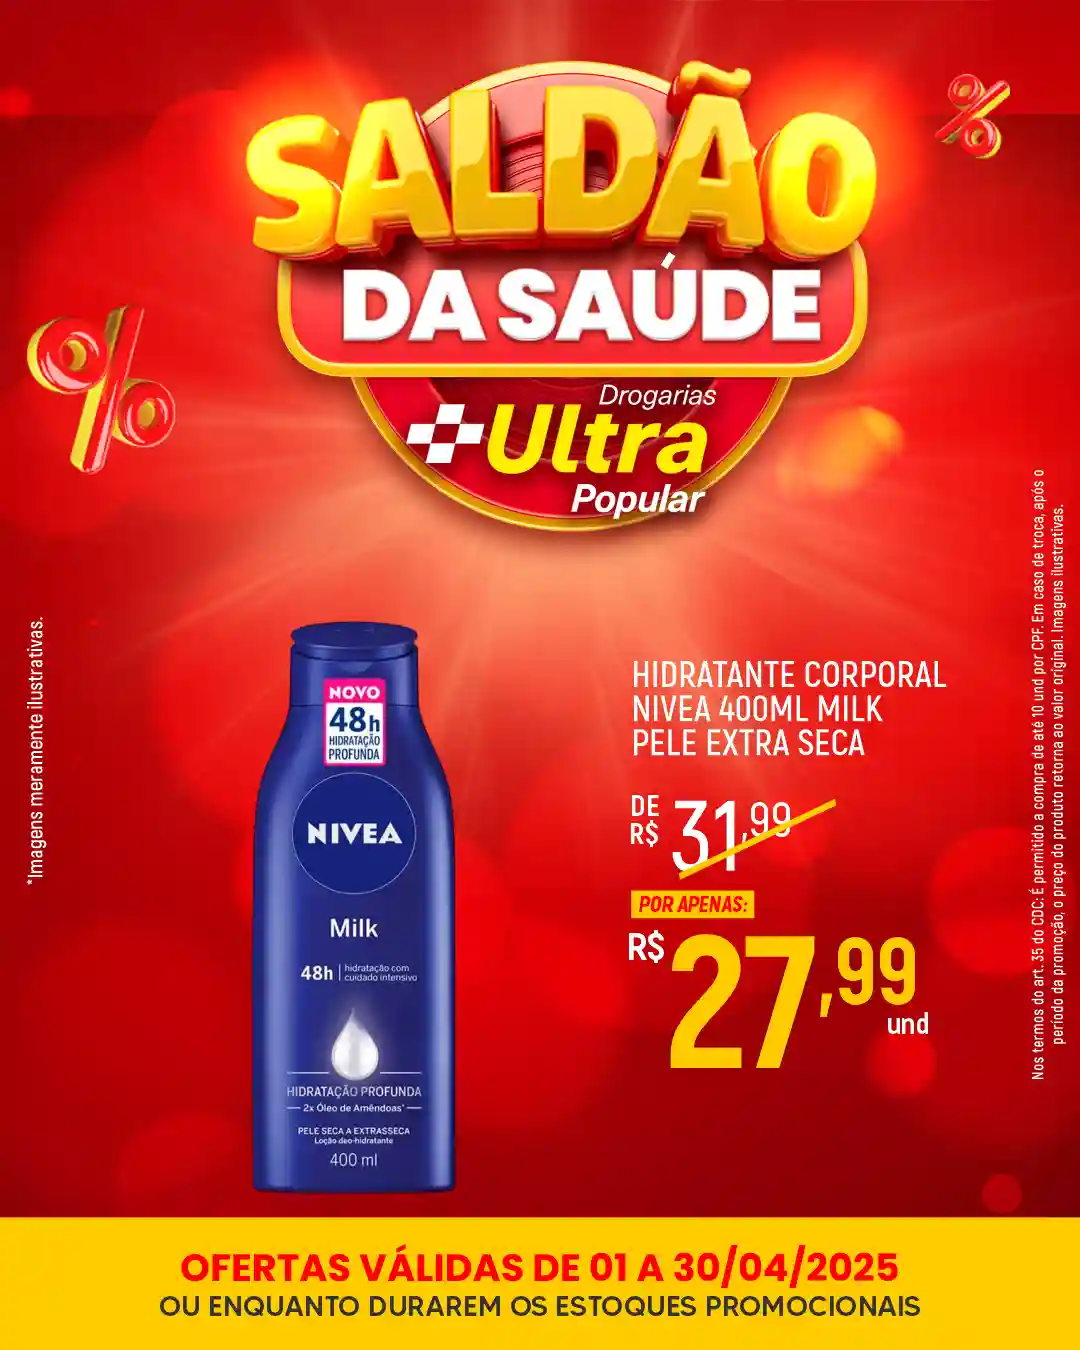 SALDÃO
DA SAÚDE
Drogarias
Ultra
Popular
*Imagens meramente ilustrativas.
NOVO
48h
HIDRATAÇÃO
PROFUNDA
NIVEA
Milk
48h
hidratação com
cuidado intensivo
HIDRATAÇÃO PROFUNDA
2x Óleo de Amêndoas*
PELE SECA A EXTRASSECA
Loção deo-hidratante
400 ml
HIDRATANTE CORPORAL
NIVEA 400ML MILK
PELE EXTRA SECA
DE
R$ 31,99
POR APENAS:
R$ 27,99
und
Nos termos do art. 35 do CDC: É permitido a compra de até 10 und por CPF. Em caso de troca, após o
período da promoção, o preço do produto retorna ao valor original. Imagens ilustrativas.
OFERTAS VÁLIDAS DE 01 A 30/04/2025
OU ENQUANTO DURAREM OS ESTOQUES PROMOCIONAIS